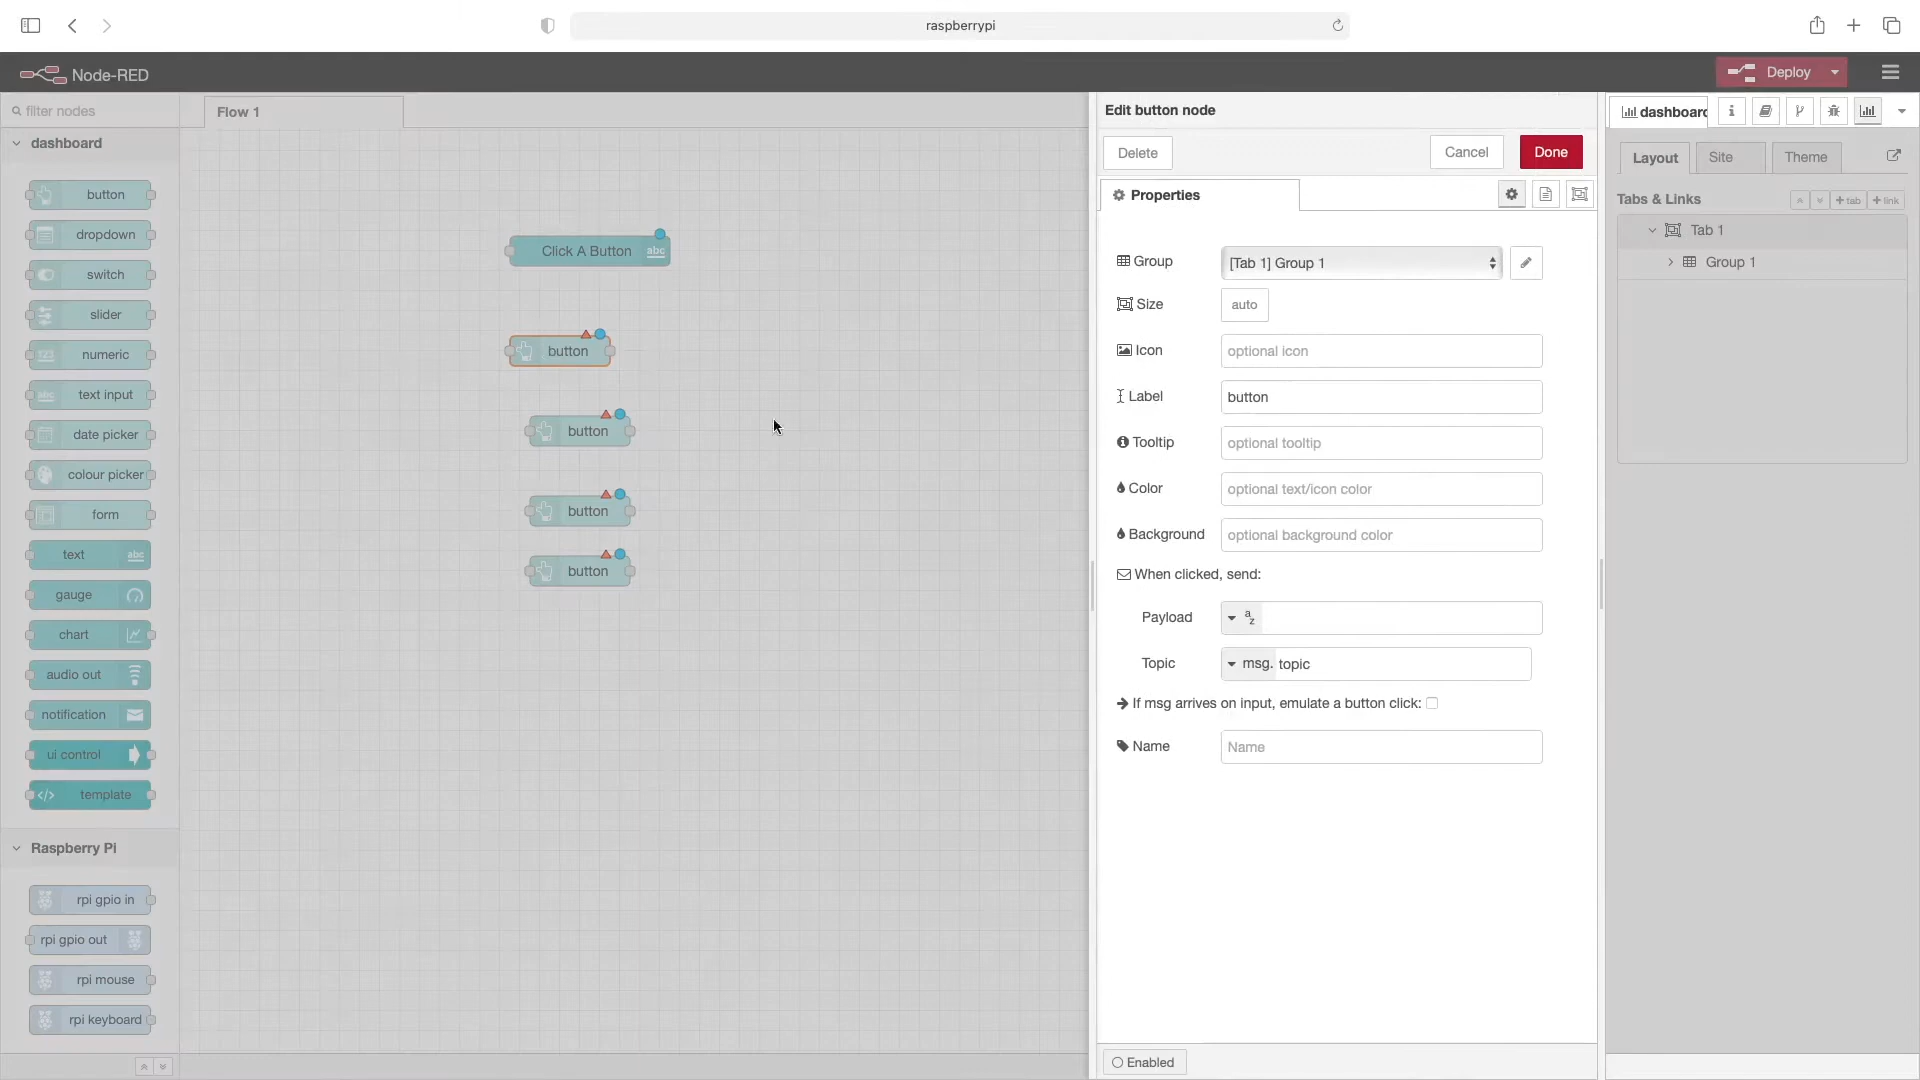 raspberrypi
Node-RED
Deploy
filter nodes
Flow 1
Edit button node
dashboard
i
dashboard
Delete
Cancel
Done
Layout
Site
Theme
button
Properties
Tabs & Links
tab
link
dropdown
Tab 1
Click A Button
abc
Group
[Tab 1] Group 1
Group 1
switch
Size
auto
slider
button
Icon
optional icon
123
numeric
Label
button
abc
text input
button
Tooltip
optional tooltip
date picker
colour picker
Color
optional text/icon color
form
button
Background
optional background color
text
abc
button
When clicked, send:
gauge
Payload
a
z
chart
Topic
msg.
topic
audio out
If msg arrives on input, emulate a button click:
notification
Name
Name
ui control
</>
template
Raspberry Pi
rpi gpio in
rpi gpio out
rpi mouse
rpi keyboard
Enabled